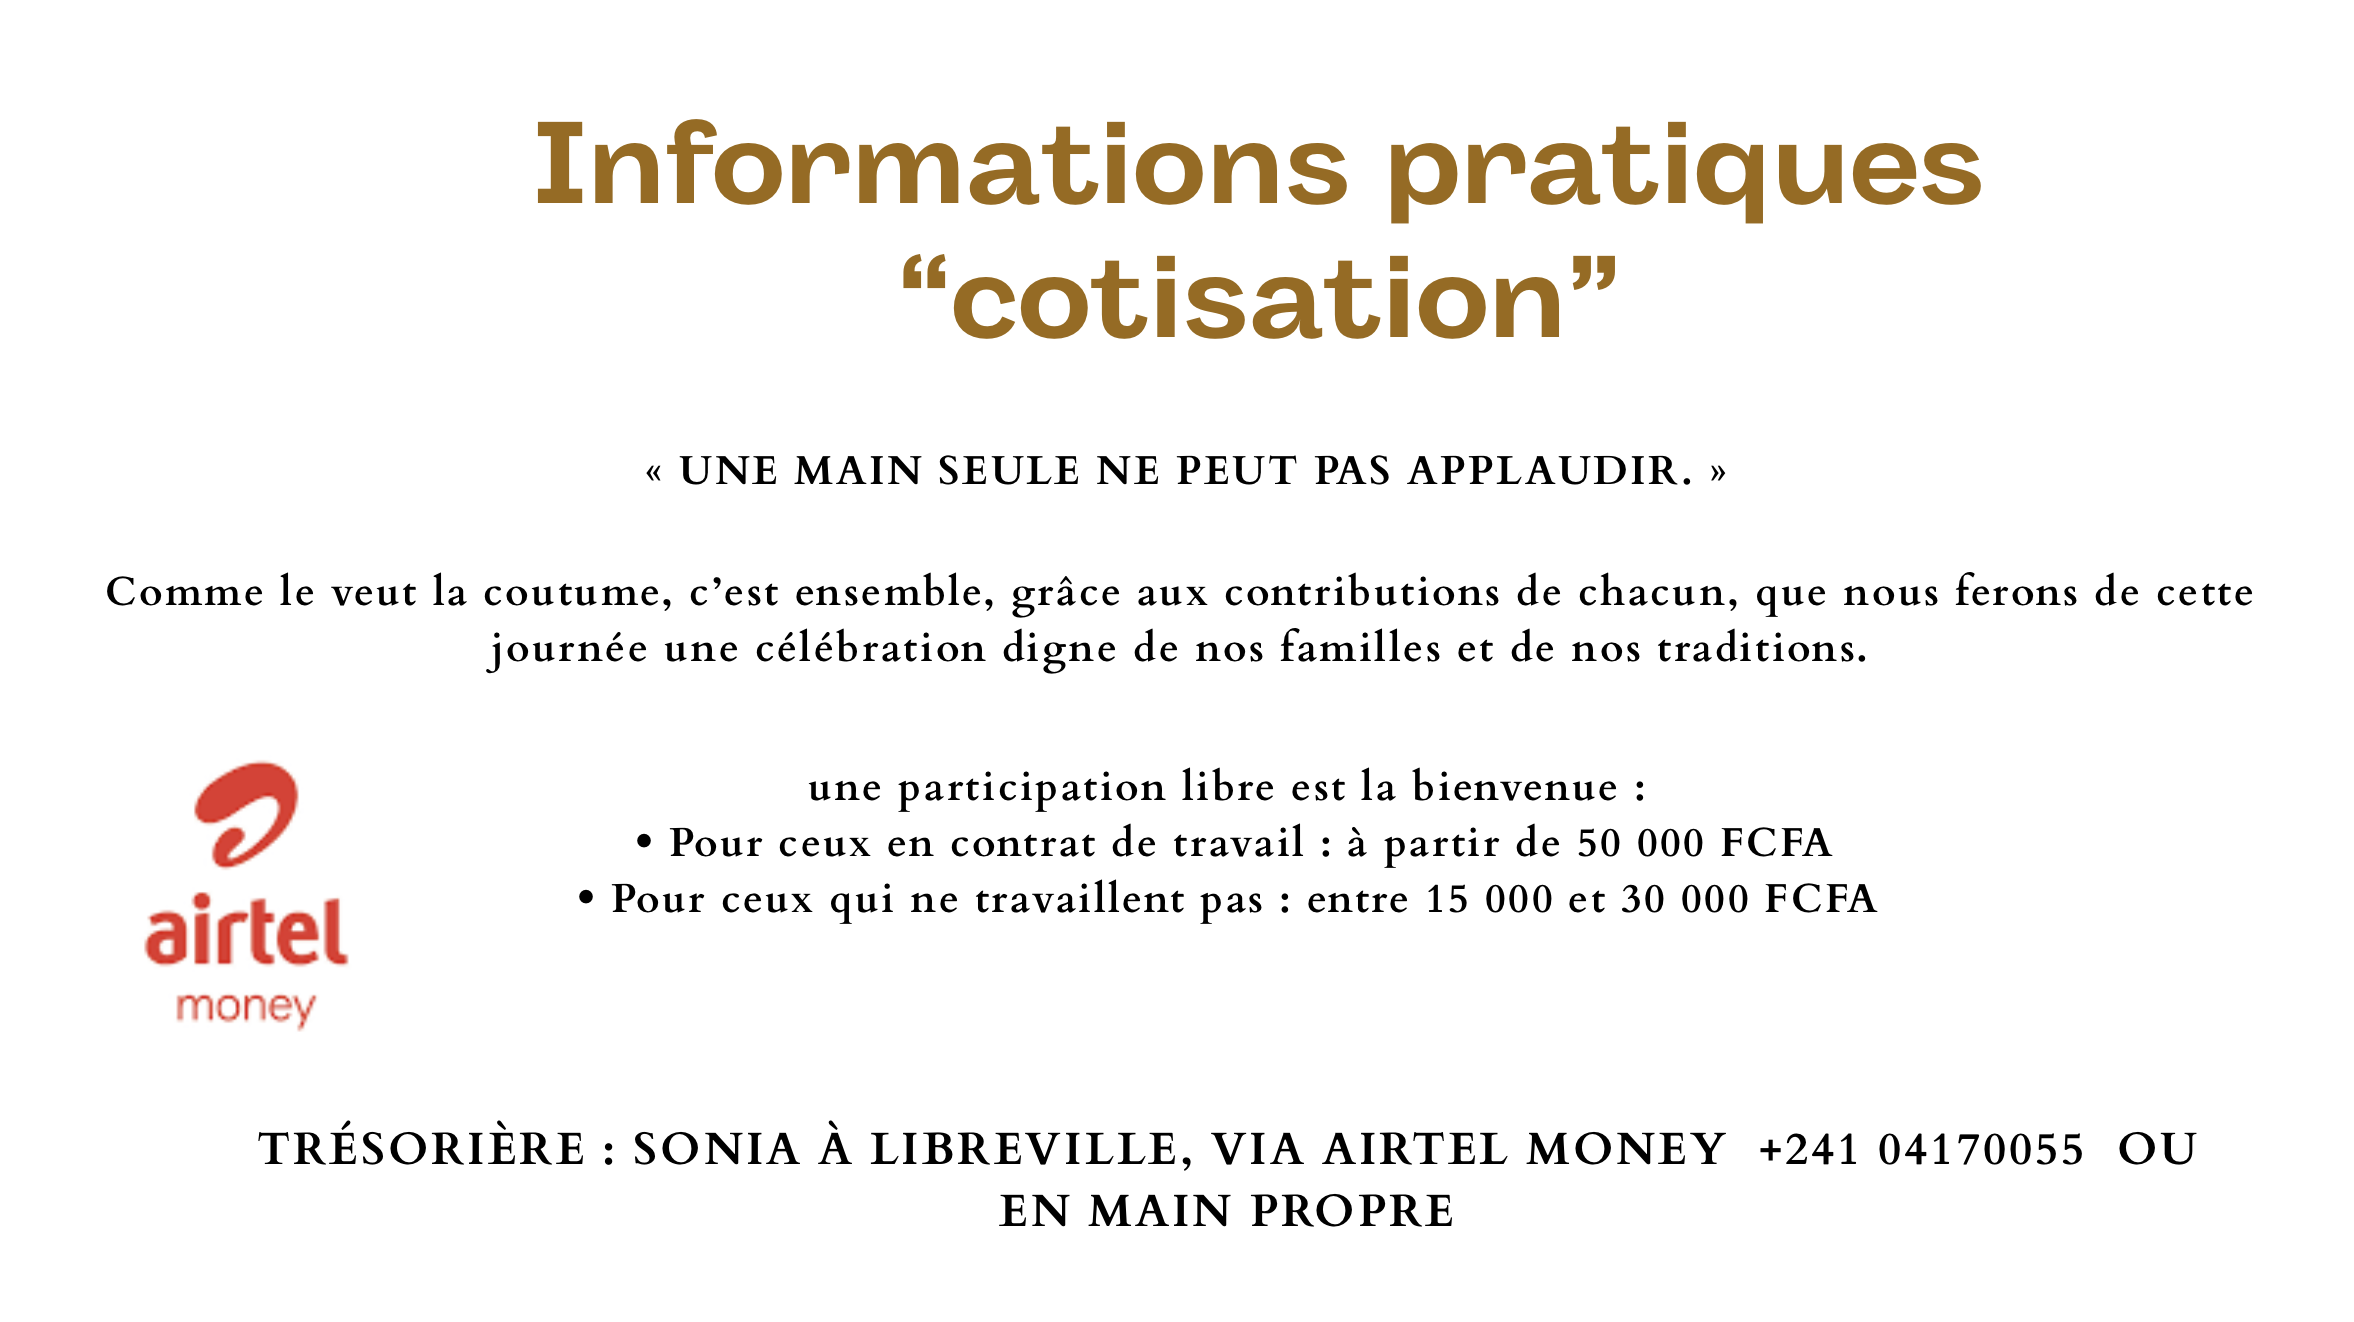 Informations pratiques
“cotisation”
« UNE MAIN SEULE NE PEUT PAS APPLAUDIR. »
Comme le veut la coutume, c’est ensemble, grâce aux contributions de chacun, que nous ferons de cette
journée une célébration digne de nos familles et de nos traditions.
une participation libre est la bienvenue :
• Pour ceux en contrat de travail : à partir de 50 000 FCFA
• Pour ceux qui ne travaillent pas : entre 15 000 et 30 000 FCFA
airtel
money
TRÉSORIÈRE : SONIA À LIBREVILLE, VIA AIRTEL MONEY +241 04170055 OU
EN MAIN PROPRE